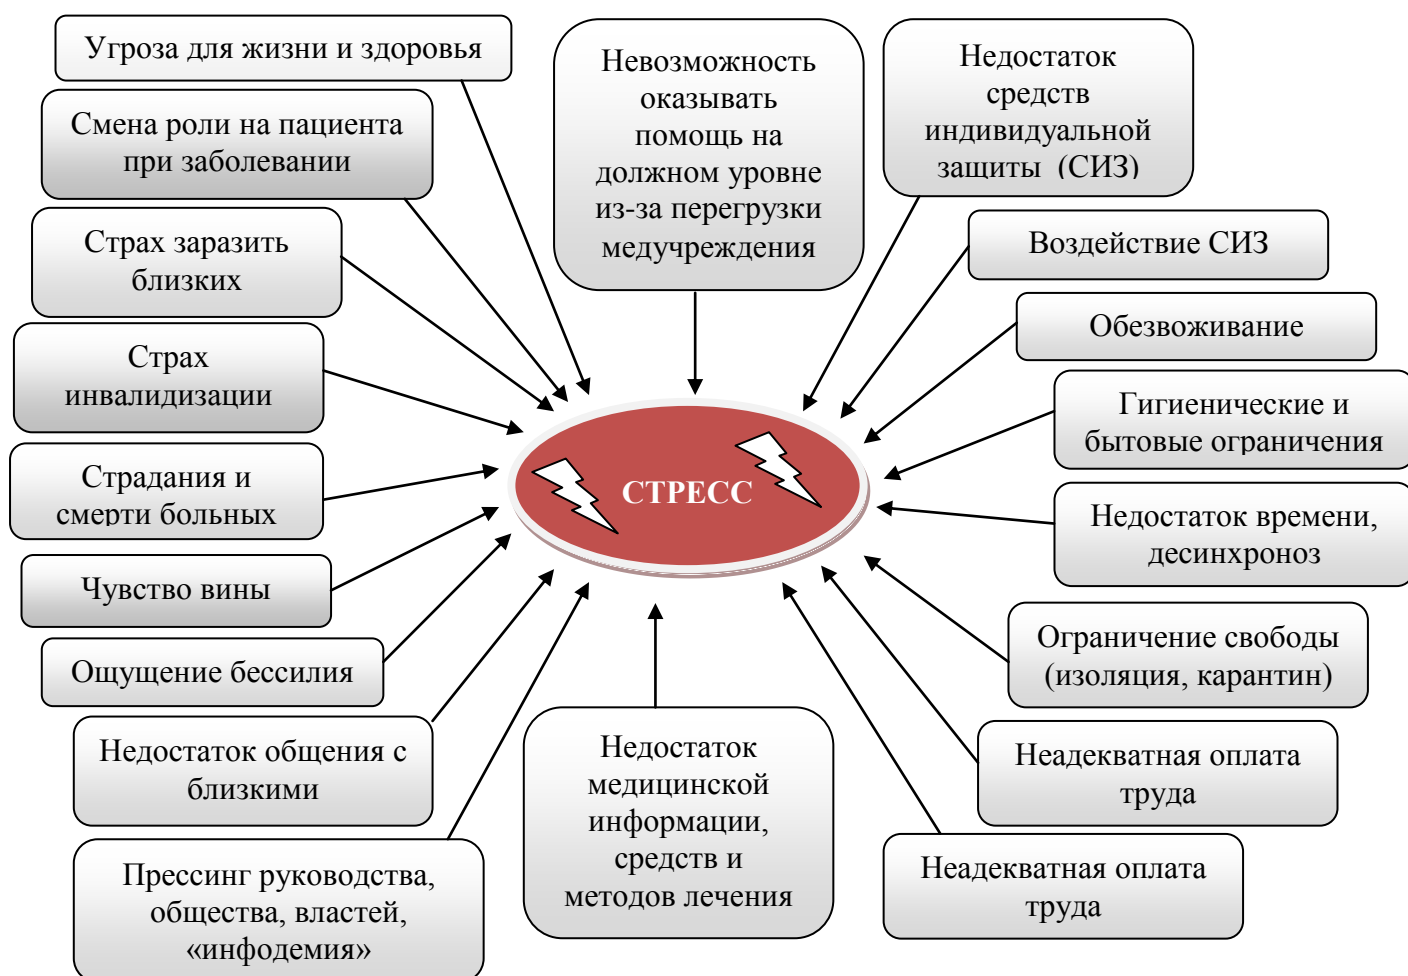 Угроза для жизни и здоровья
Смена роли на пациента
при заболевании
Страх заразить
близких
Страх
инвалидизации
Страдания и
смерти больных
Чувство вины
Ощущение бессилия
Недостаток общения с
близкими
Прессинг руководства,
общества, властей,
«инфодемия»
Невозможность
оказывать
помощь на
должном уровне
из-за перегрузки
медучреждения
СТРЕСС
Недостаток
медицинской
информации,
средств и
методов лечения
Недостаток
средств
индивидуальной
защиты (СИЗ)
Воздействие СИЗ
Обезвоживание
Гигиенические и
бытовые ограничения
Недостаток времени,
десинхроноз
Ограничение свободы
(изоляция, карантин)
Неадекватная оплата
труда
Неадекватная оплата
труда